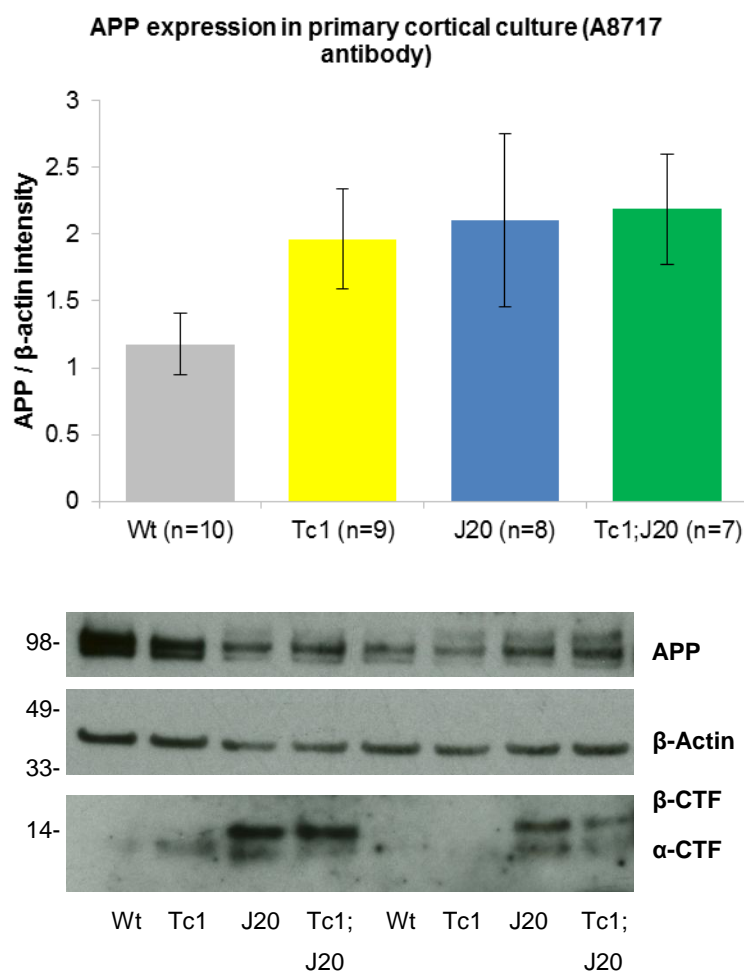 APP expression in primary cortical culture (A8717
antibody)
APP / β-actin intensity
3
2.5
2
1.5
1
0.5
0
Wt (n=10) Tc1 (n=9) J20 (n=8) Tc1;J20 (n=7)
98-
APP
49-
β-Actin
33-
β-CTF
14-
α-CTF
Wt Tc1 J20 Tc1; Wt Tc1 J20 Tc1;
J20 J20